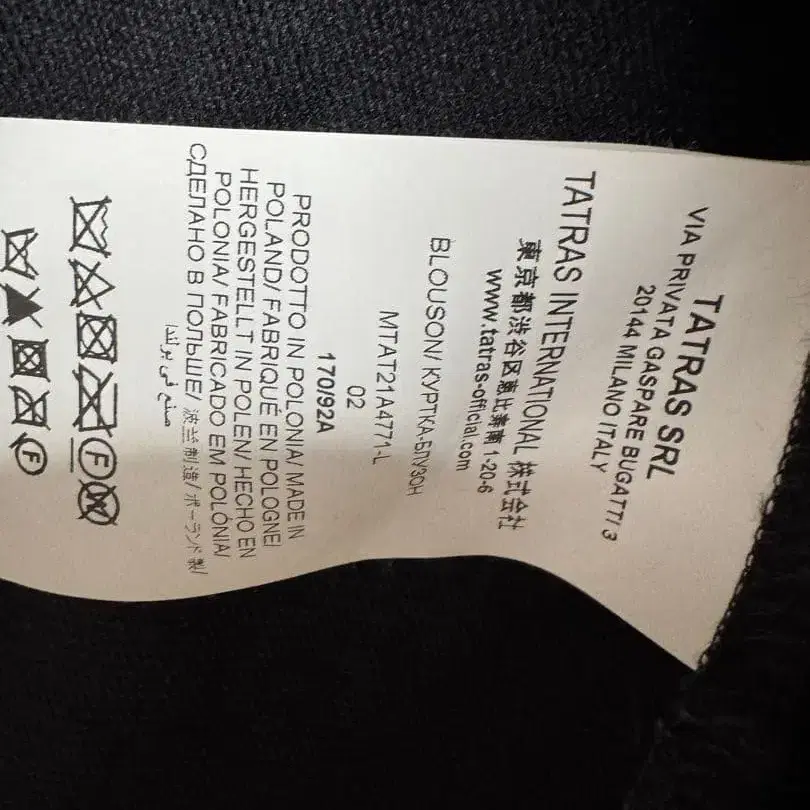 TATRAS SRL
VIA PRIVATA GASPARE BUGATTI 3
20144 MILANO ITALY
TATRAS INTERNATIONAL 株式会社
東京都渋谷区恵比寿南 1-20-6
www.tatras-official.com
BLOUSON/ КУРТКА-БЛУЗОН
MTAT21A4771-L
02
170/92A
PRODOTTO IN POLONIA/ MADE IN
POLAND/ FABRIQUÉ EN POLOGNE/
HERGESTELLT IN POLEN/ HECHO EN
POLONIA/ FABRICADO EM POLÓNIA/
СДЕЛАНО В ПОЛЬШЕ/ 波兰制造/ ポーランド製/
صنع في بولندا
F
W
F